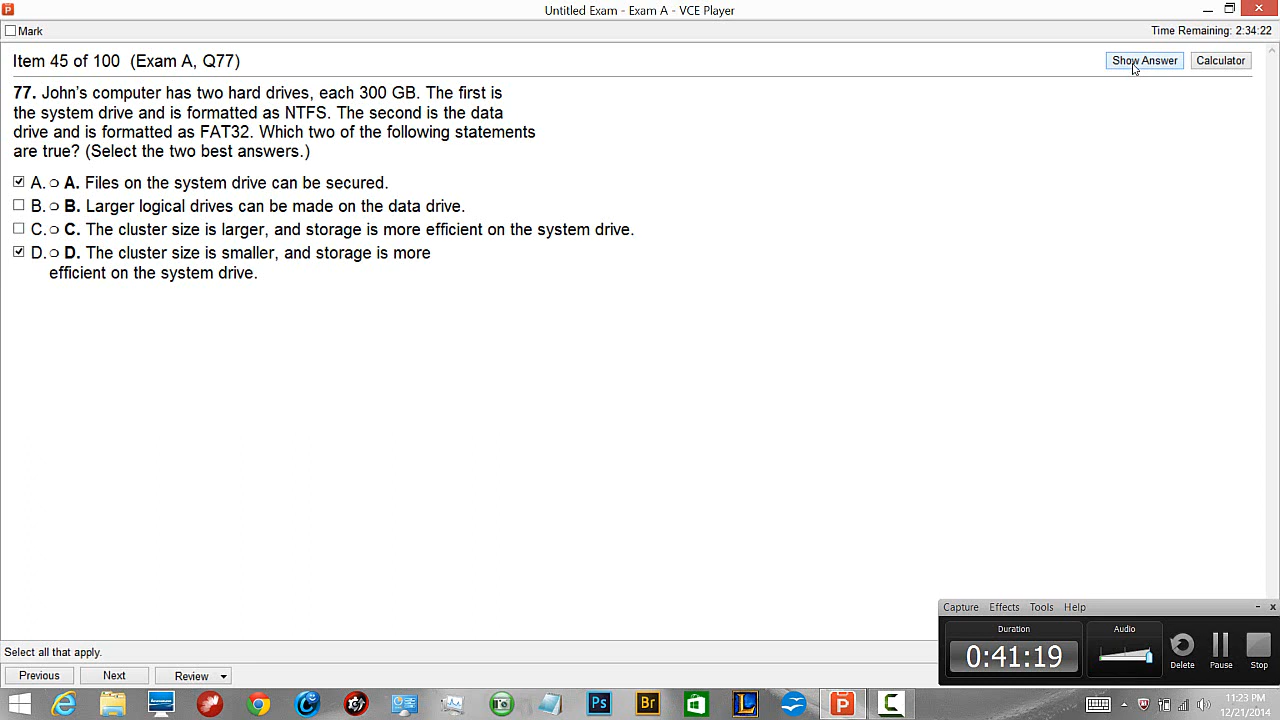 Untitled Exam - Exam A - VCE Player
Mark
Time Remaining: 2:34:22
Item 45 of 100 (Exam A, Q77)
Show Answer
Calculator
77. John's computer has two hard drives, each 300 GB. The first is
the system drive and is formatted as NTFS. The second is the data
drive and is formatted as FAT32. Which two of the following statements
are true? (Select the two best answers.)
A. ❍ A. Files on the system drive can be secured.
B. ❍ B. Larger logical drives can be made on the data drive.
C. ❍ C. The cluster size is larger, and storage is more efficient on the system drive.
D. ❍ D. The cluster size is smaller, and storage is more
efficient on the system drive.
Capture Effects Tools Help
Duration
Audio
0:41:19
Delete
Pause
Stop
Select all that apply.
Previous
Next
Review
Ps
Br
L
P
C
11:23 PM
12/21/2014